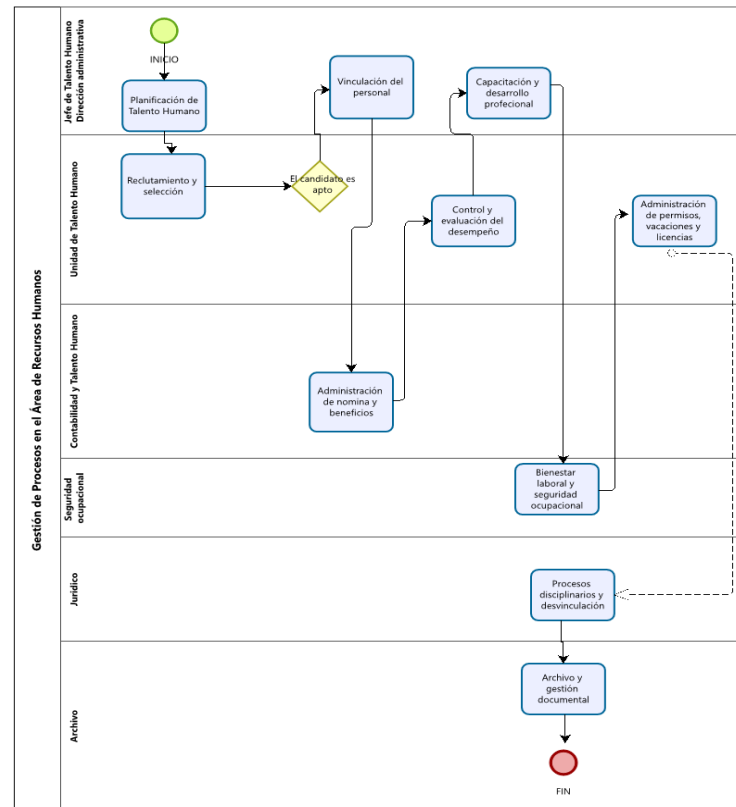 Gestión de Procesos en el Área de Recursos Humanos
Jefe de Talento Humano
Dirección administrativa
INICIO
Planificación de
Talento Humano
Vinculación del
personal
Capacitación y
desarrollo
profecional
Unidad de Talento Humano
Reclutamiento y
selección
El candidato es
apto
Control y
evaluación del
desempeño
Administración
de permisos,
vacaciones y
licencias
Contabilidad y Talento Humano
Administración
de nomina y
beneficios
Seguridad
ocupacional
Bienestar
laboral y
seguridad
ocupacional
Jurídico
Procesos
disciplinarios y
desvinculación
Archivo
Archivo y
gestión
documental
FIN